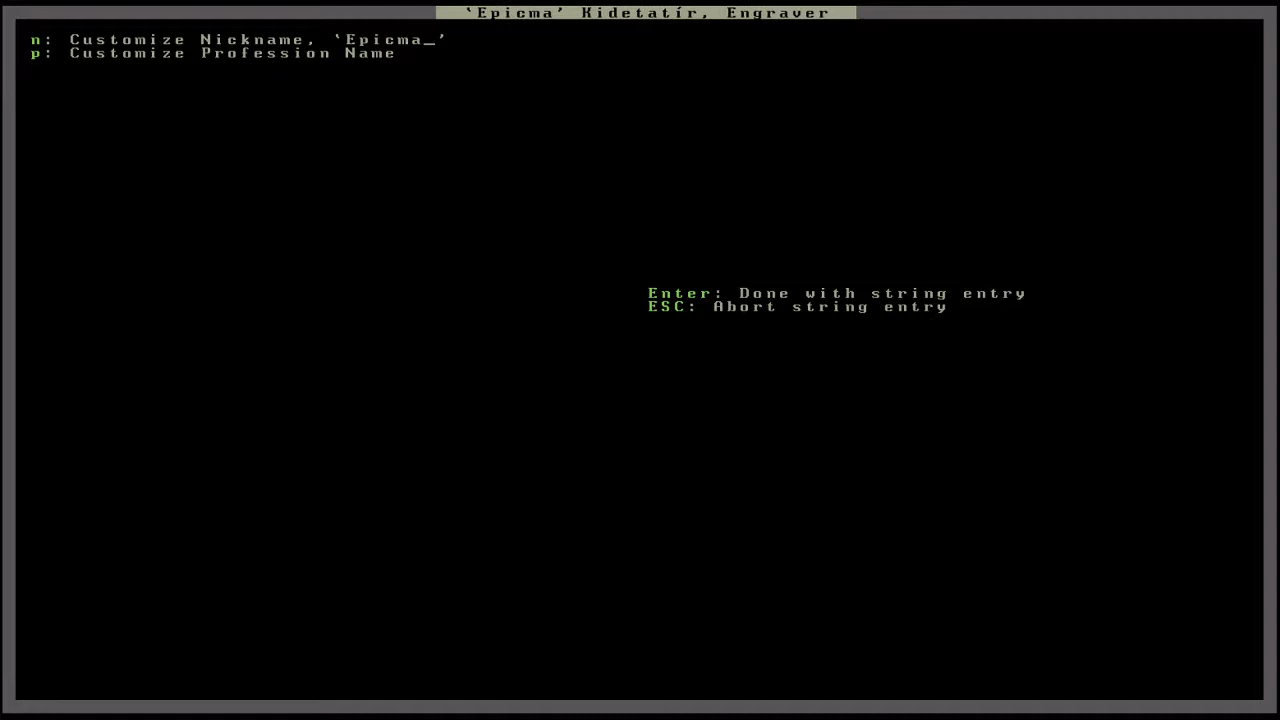 `Epicma' Kidetatír, Engraver
n: Customize Nickname, `Epicma_'
p: Customize Profession Name
Enter: Done with string entry
ESC: Abort string entry